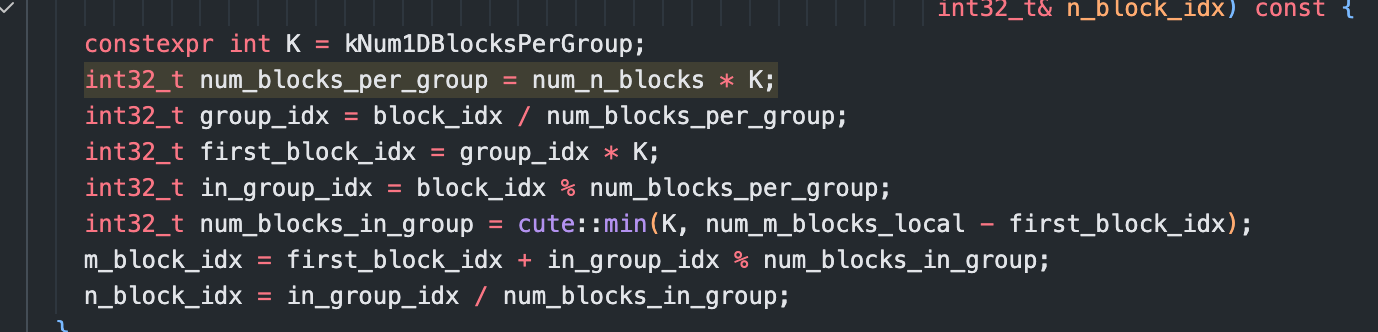 int32_t& n_block_idx) const {
constexpr int K = kNum1DBlocksPerGroup;
int32_t num_blocks_per_group = num_n_blocks * K;
int32_t group_idx = block_idx / num_blocks_per_group;
int32_t first_block_idx = group_idx * K;
int32_t in_group_idx = block_idx % num_blocks_per_group;
int32_t num_blocks_in_group = cute::min(K, num_m_blocks_local - first_block_idx);
m_block_idx = first_block_idx + in_group_idx % num_blocks_in_group;
n_block_idx = in_group_idx / num_blocks_in_group;
}